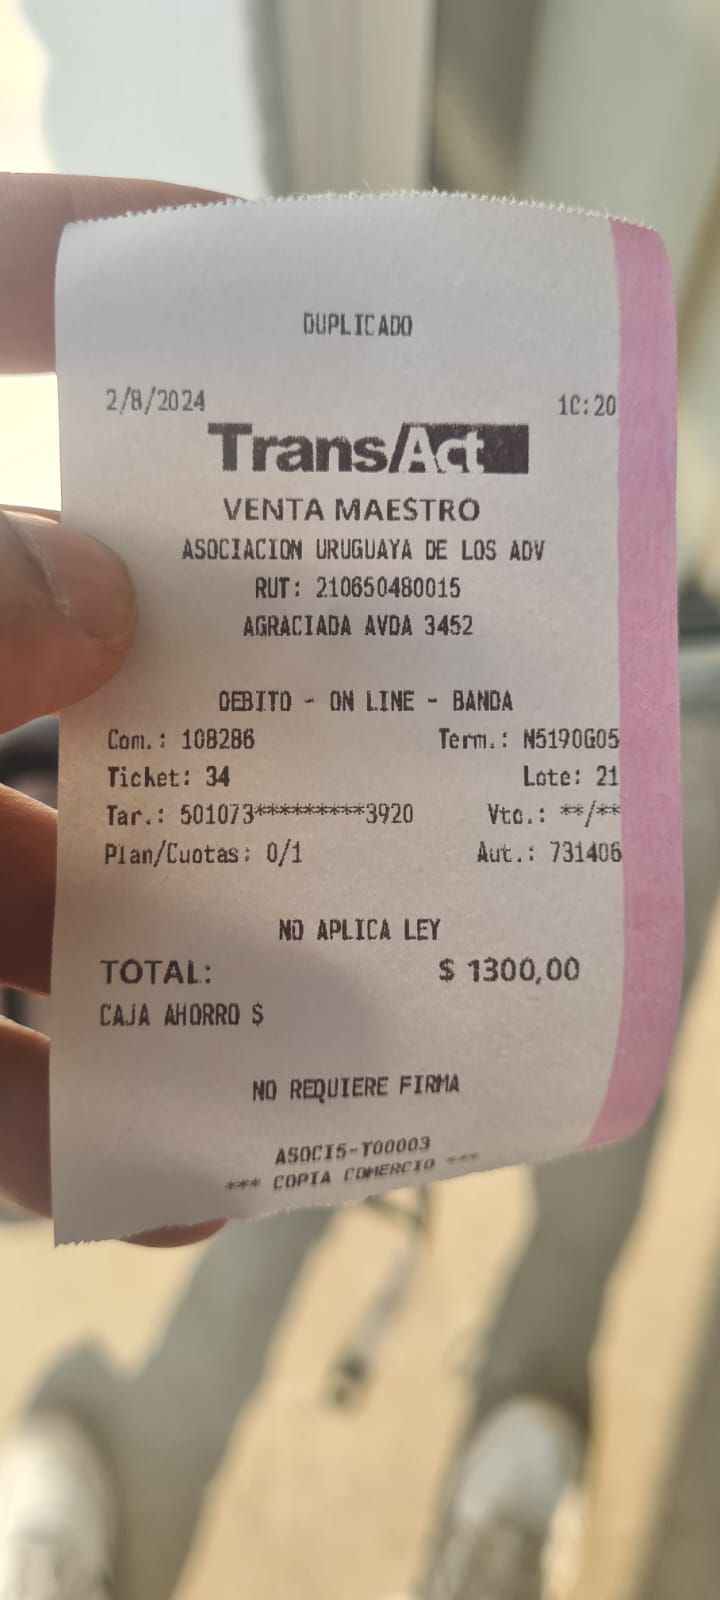 DUPLICADO
2/8/2024 10:20
Trans/Act
VENTA MAESTRO
ASOCIACION URUGUAYA DE LOS ADV
RUT: 210650480015
AGRACIADA AVDA 3452
DEBITO - ON LINE - BANDA
Com.: 108286 Term.: N5190G05
Ticket: 34 Lote: 21
Tar.: 501073*********3920 Vto.: **/**
Plan/Cuotas: 0/1 Aut.: 731406
NO APLICA LEY
TOTAL: $ 1300,00
CAJA AHORRO $
NO REQUIERE FIRMA
ASOCI5-T00003
*** COPIA COMERCIO ***